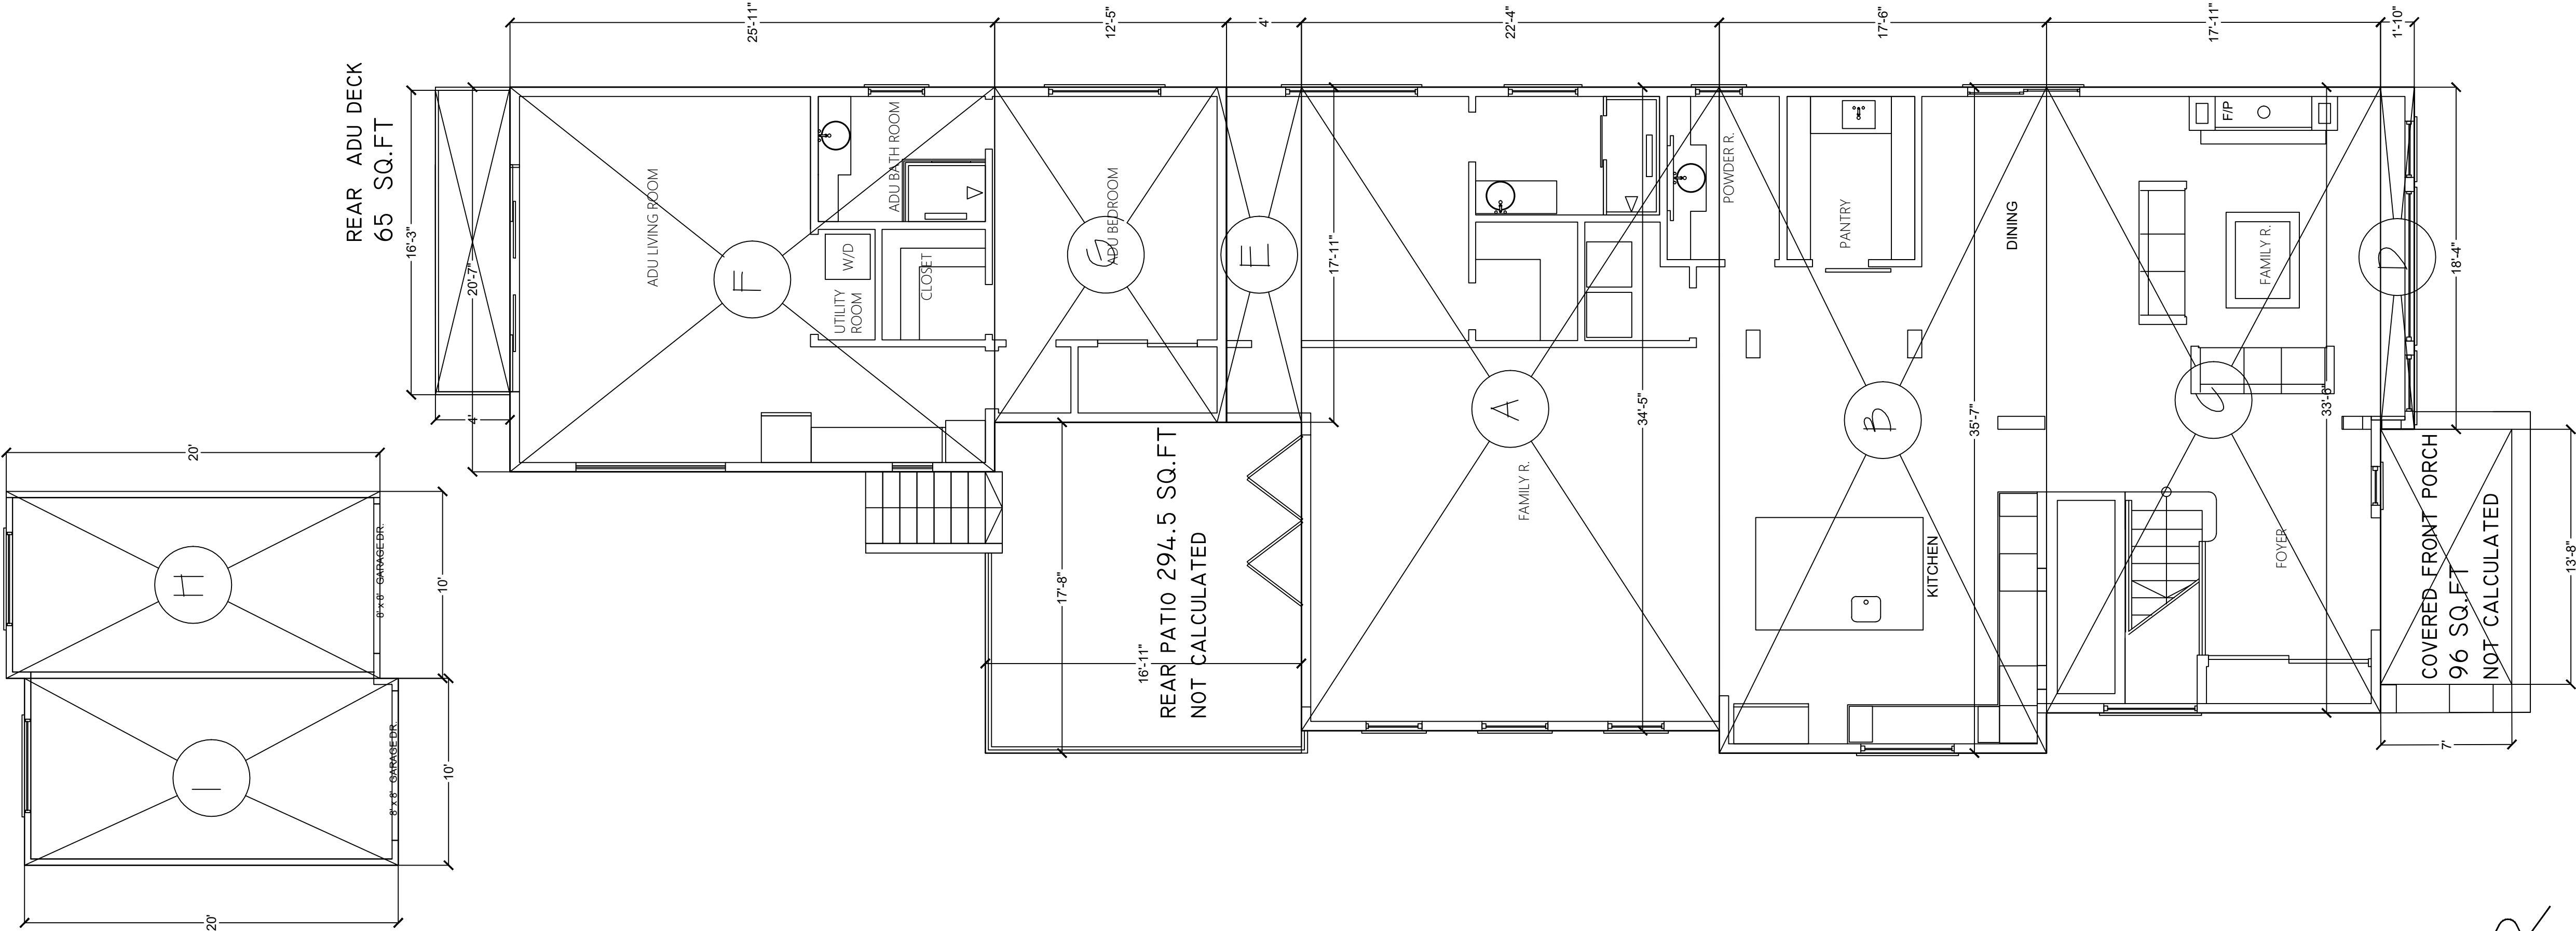 REAR ADU DECK
65 SQ.FT
16'-3"
20'-7"
4'
25'-11"
12'-5"
4'
22'-4"
17'-6"
17'-11"
1'-10"
20'
10'
H
8' x 8' GARAGE DR.
I
8' x 8' GARAGE DR.
10'
20'
ADU LIVING ROOM
F
ADU BATH ROOM
W/D
UTILITY
ROOM
CLOSET
G
ADU BEDROOM
E
17'-11"
17'-8"
16'-11"
REAR PATIO 294.5 SQ.FT
NOT CALCULATED
A
FAMILY R.
34'-5"
POWDER R.
PANTRY
B
KITCHEN
35'-7"
DINING
F/P
FAMILY R.
C
33'-6"
FOYER
D
18'-4"
COVERED FRONT PORCH
96 SQ.FT
NOT CALCULATED
13'-8"
7'